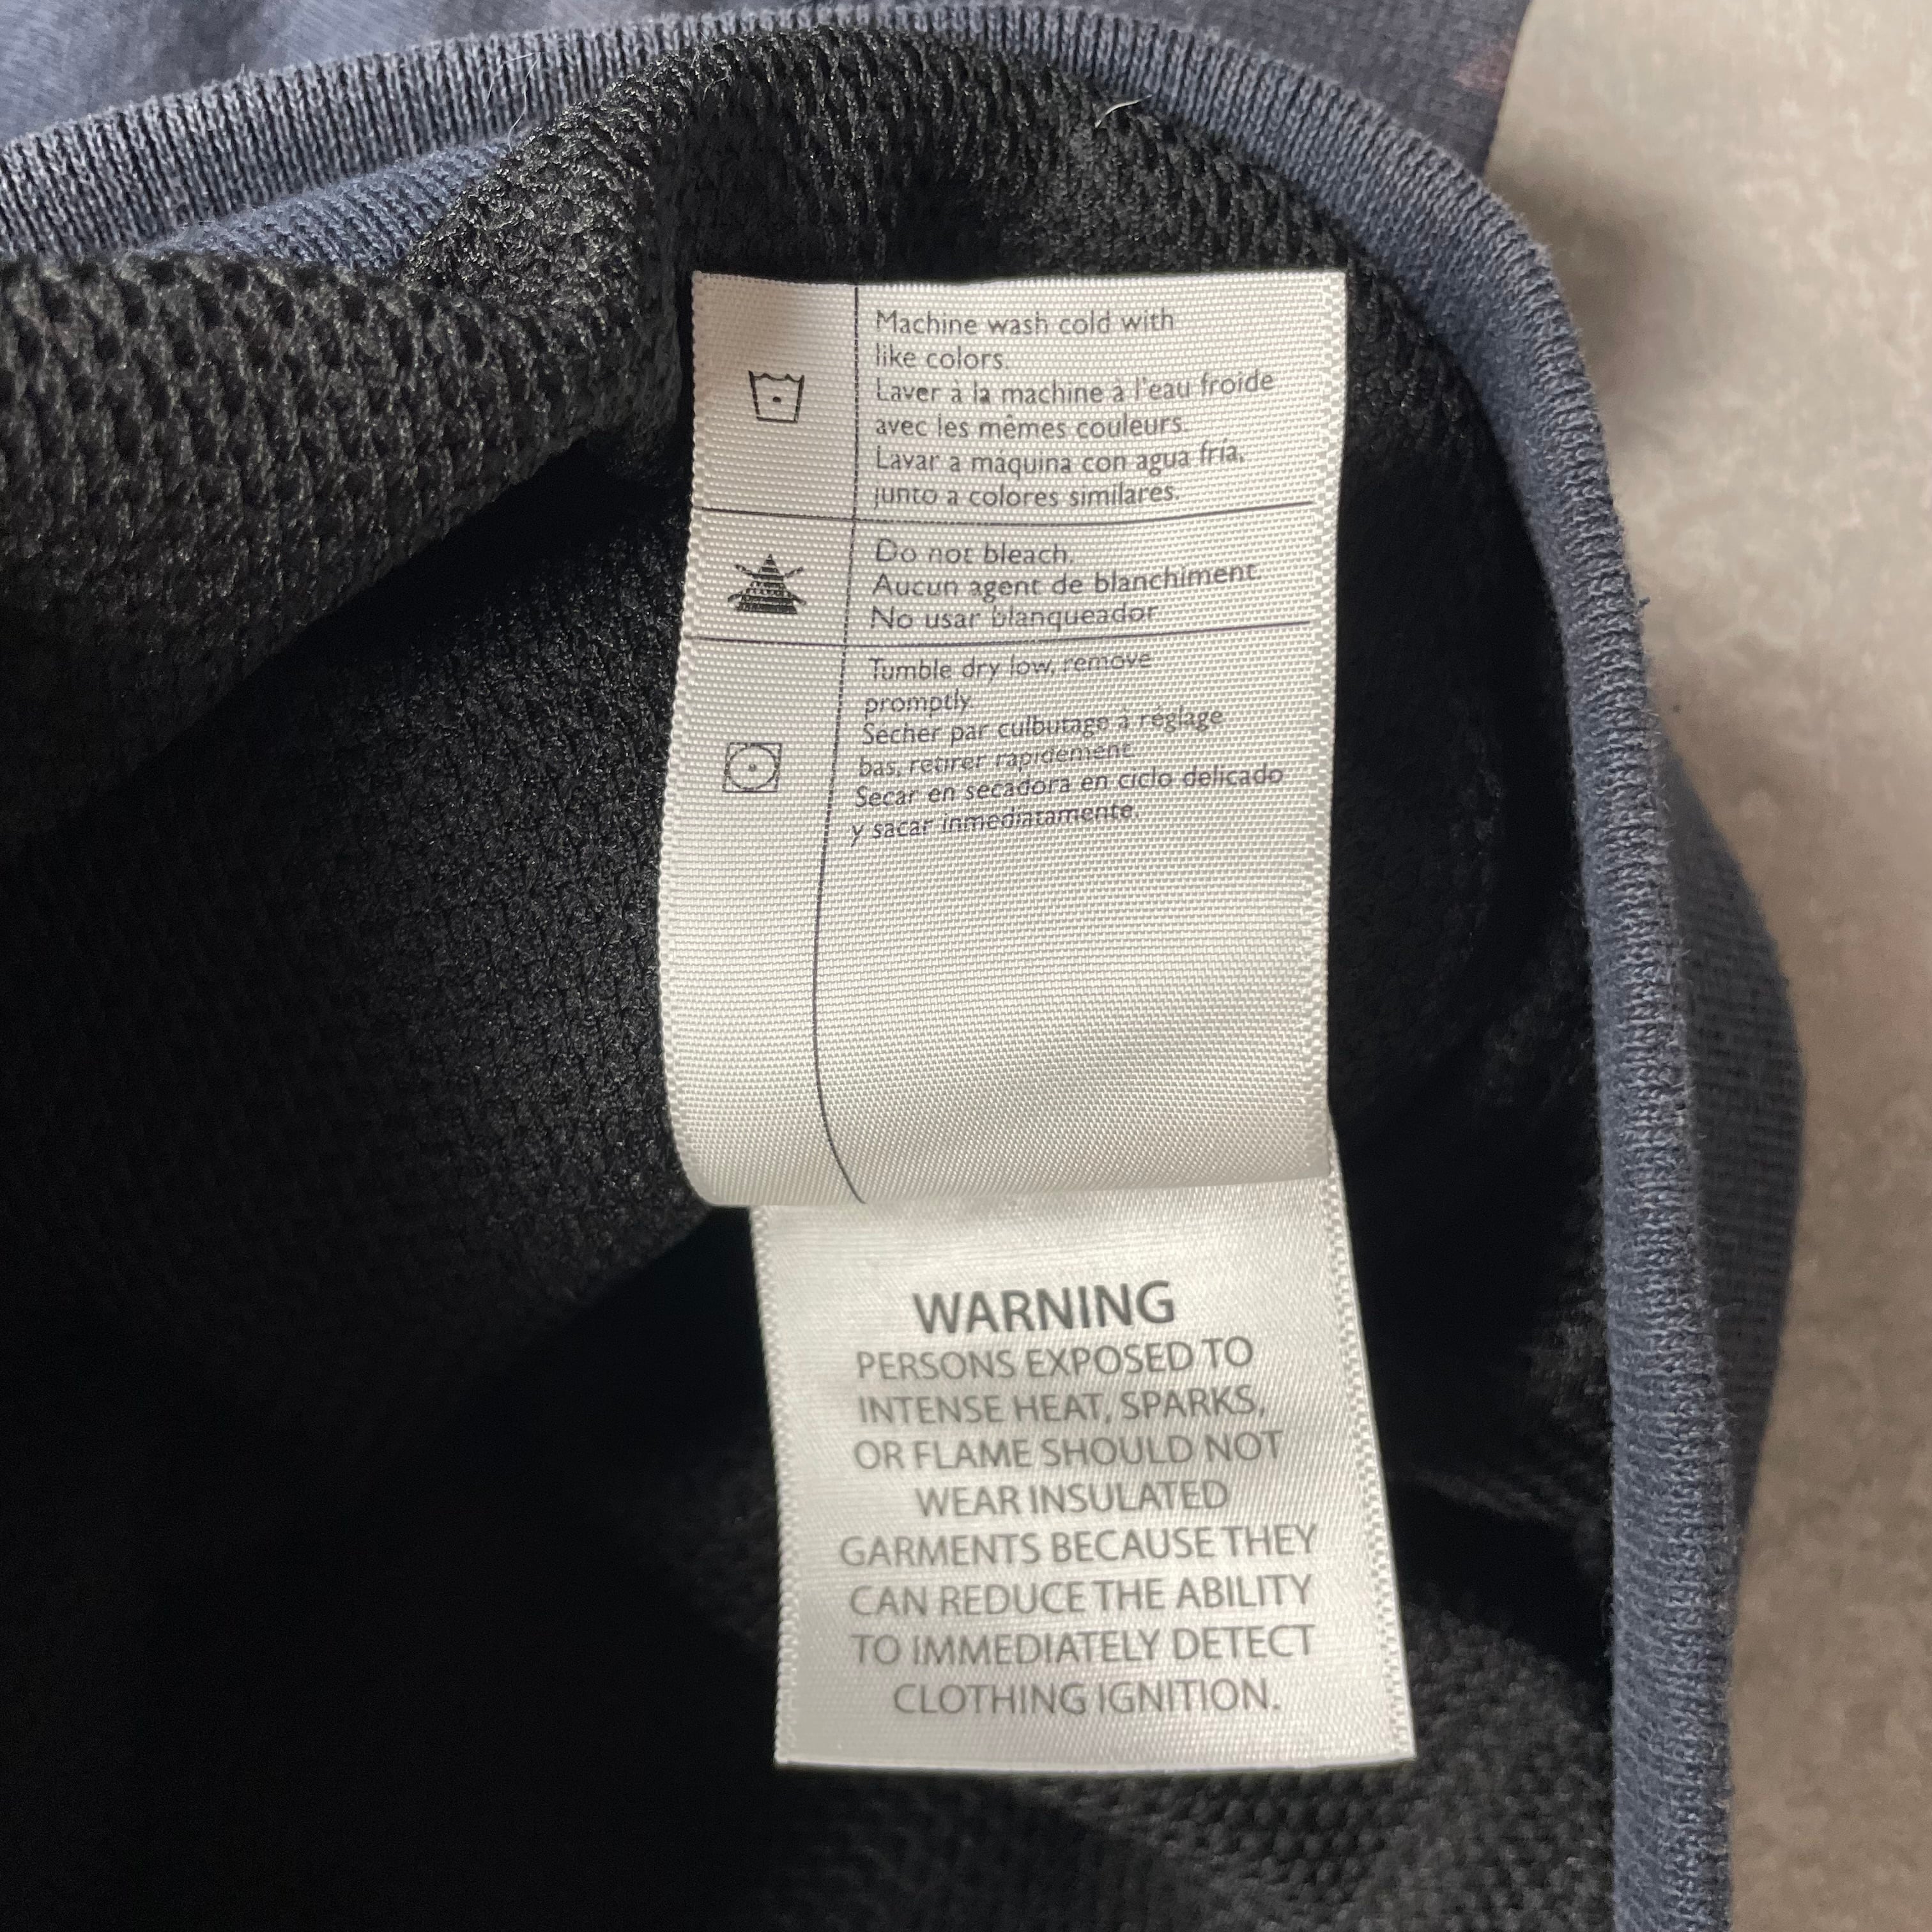 Machine wash cold with
like colors.
Laver à la machine à l'eau froide
avec les mêmes couleurs.
Lavar a máquina con agua fría,
junto a colores similares.
Do not bleach.
Aucun agent de blanchiment.
No usar blanqueador
Tumble dry low, remove
promptly.
Sécher par culbutage à réglage
bas, retirer rapidement.
Secar en secadora en ciclo delicado
y sacar inmediatamente.
WARNING
PERSONS EXPOSED TO
INTENSE HEAT, SPARKS,
OR FLAME SHOULD NOT
WEAR INSULATED
GARMENTS BECAUSE THEY
CAN REDUCE THE ABILITY
TO IMMEDIATELY DETECT
CLOTHING IGNITION.